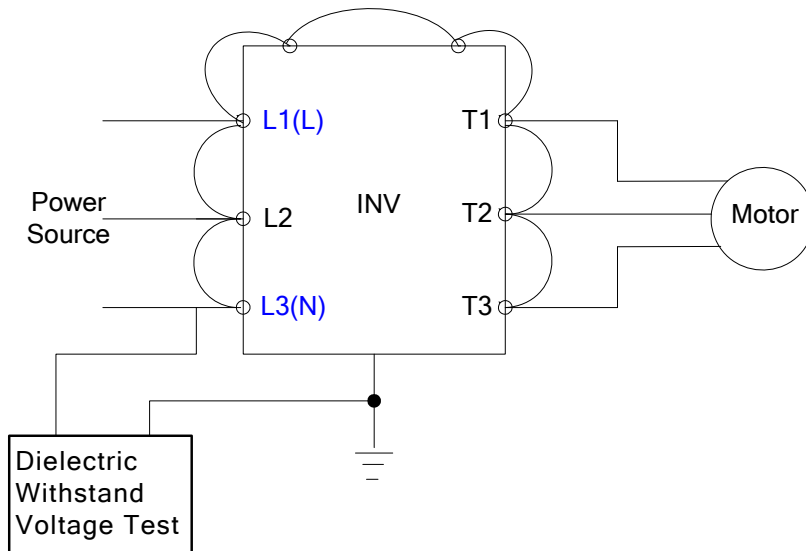 L1(L)
T1
Power
Source
L2
INV
T2
Motor
L3(N)
T3
Dielectric
Withstand
Voltage Test